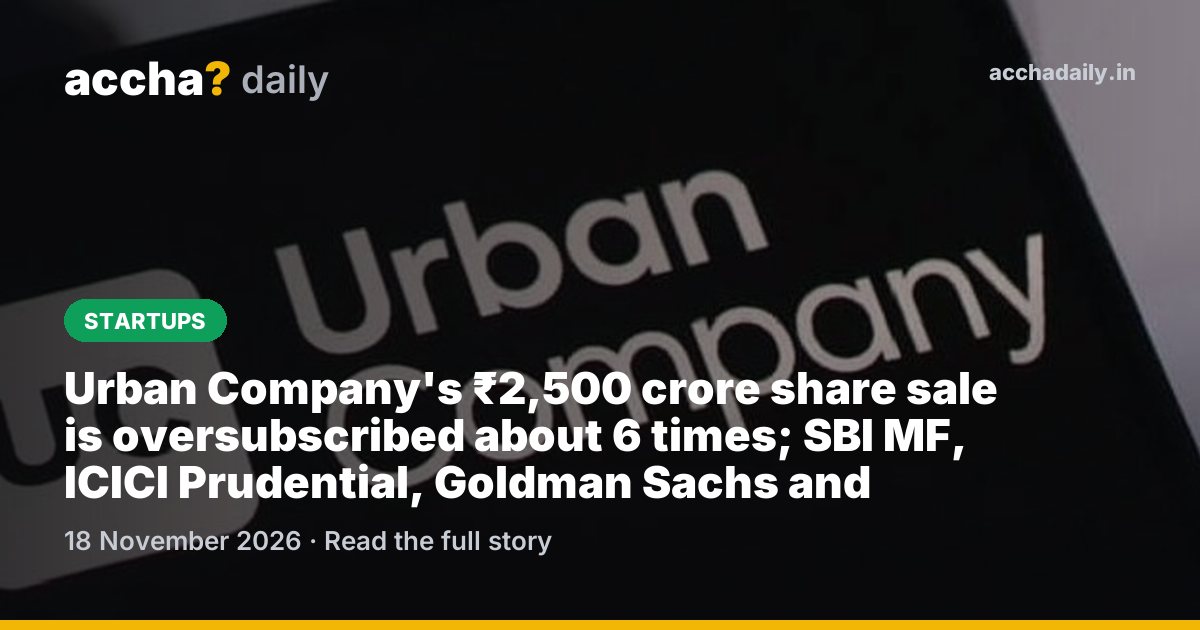 accha? daily
acchadaily.in
Urban
Company
UC
STARTUPS
Urban Company's ₹2,500 crore share sale
is oversubscribed about 6 times; SBI MF,
ICICI Prudential, Goldman Sachs and
18 November 2026 · Read the full story